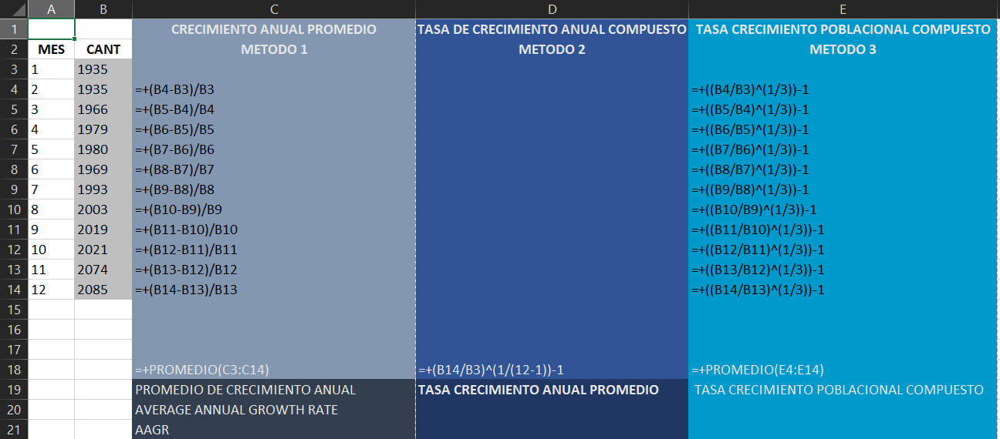 A B C D E
1 CRECIMIENTO ANUAL PROMEDIO TASA DE CRECIMIENTO ANUAL COMPUESTO TASA CRECIMIENTO POBLACIONAL COMPUESTO
2 MES CANT METODO 1 METODO 2 METODO 3
3 1 1935
4 2 1935 =+(B4-B3)/B3 =+((B4/B3)^(1/3))-1
5 3 1966 =+(B5-B4)/B4 =+((B5/B4)^(1/3))-1
6 4 1979 =+(B6-B5)/B5 =+((B6/B5)^(1/3))-1
7 5 1980 =+(B7-B6)/B6 =+((B7/B6)^(1/3))-1
8 6 1969 =+(B8-B7)/B7 =+((B8/B7)^(1/3))-1
9 7 1993 =+(B9-B8)/B8 =+((B9/B8)^(1/3))-1
10 8 2003 =+(B10-B9)/B9 =+((B10/B9)^(1/3))-1
11 9 2019 =+(B11-B10)/B10 =+((B11/B10)^(1/3))-1
12 10 2021 =+(B12-B11)/B11 =+((B12/B11)^(1/3))-1
13 11 2074 =+(B13-B12)/B12 =+((B13/B12)^(1/3))-1
14 12 2085 =+(B14-B13)/B13 =+((B14/B13)^(1/3))-1
15
16
17
18 =+PROMEDIO(C3:C14) =+(B14/B3)^(1/(12-1))-1 =+PROMEDIO(E4:E14)
19 PROMEDIO DE CRECIMIENTO ANUAL TASA CRECIMIENTO ANUAL PROMEDIO TASA CRECIMIENTO POBLACIONAL COMPUESTO
20 AVERAGE ANNUAL GROWTH RATE
21 AAGR